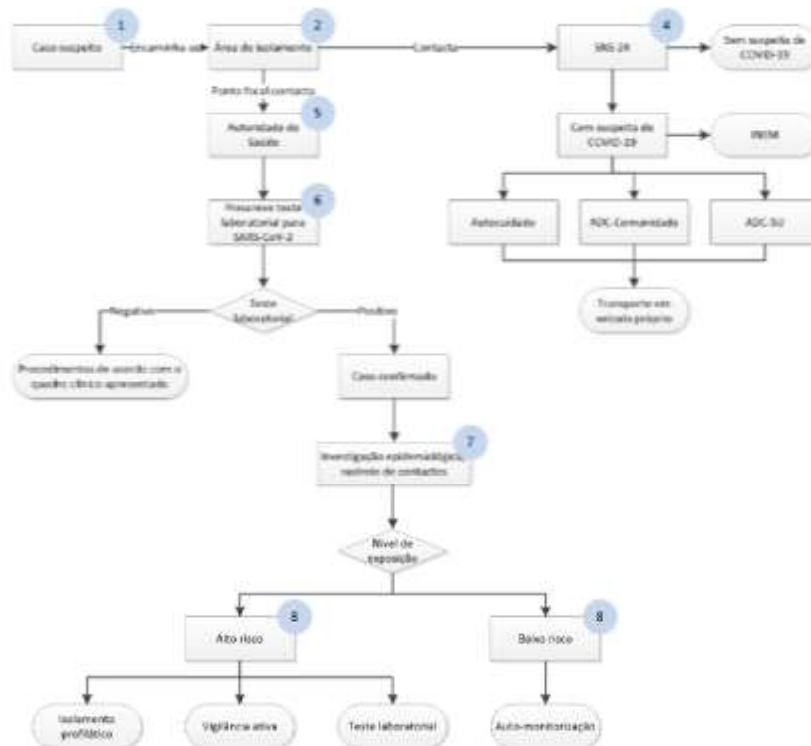 1
2
4
Caso suspeito
Encaminha se
Área de isolamento
Contacta
SNS 24
Sem suspeita de
COVID-19
Ponto focal contacta
5
Autoridade de
Saúde
Com suspeita de
COVID-19
INEM
6
Prescreve teste
laboratorial para
SARS-CoV-2
Autocuidado
ADC-Comunidade
ADC-SU
Negativo
Teste
laboratorial
Positivo
Transporte em
veículo próprio
Procedimentos de acordo com o
quadro clínico apresentado
Caso confirmado
7
Investigação epidemiológica,
rastreio de contactos
Nível de
exposição
8
8
Alto risco
Baixo risco
Isolamento
profilático
Vigilância ativa
Teste laboratorial
Auto-monitorização